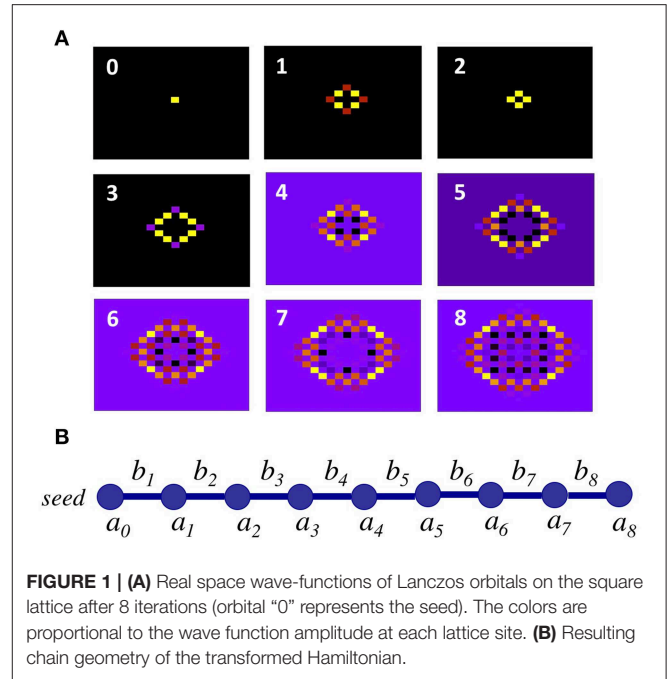 A
0
1
2
3
4
5
6
7
8
B
b₁ b₂ b₃ b₄ b₅ b₆ b₇ b₈
seed
a₀ a₁ a₂ a₃ a₄ a₅ a₆ a₇ a₈
FIGURE 1 | (A) Real space wave-functions of Lanczos orbitals on the square
lattice after 8 iterations (orbital “0” represents the seed). The colors are
proportional to the wave function amplitude at each lattice site. (B) Resulting
chain geometry of the transformed Hamiltonian.